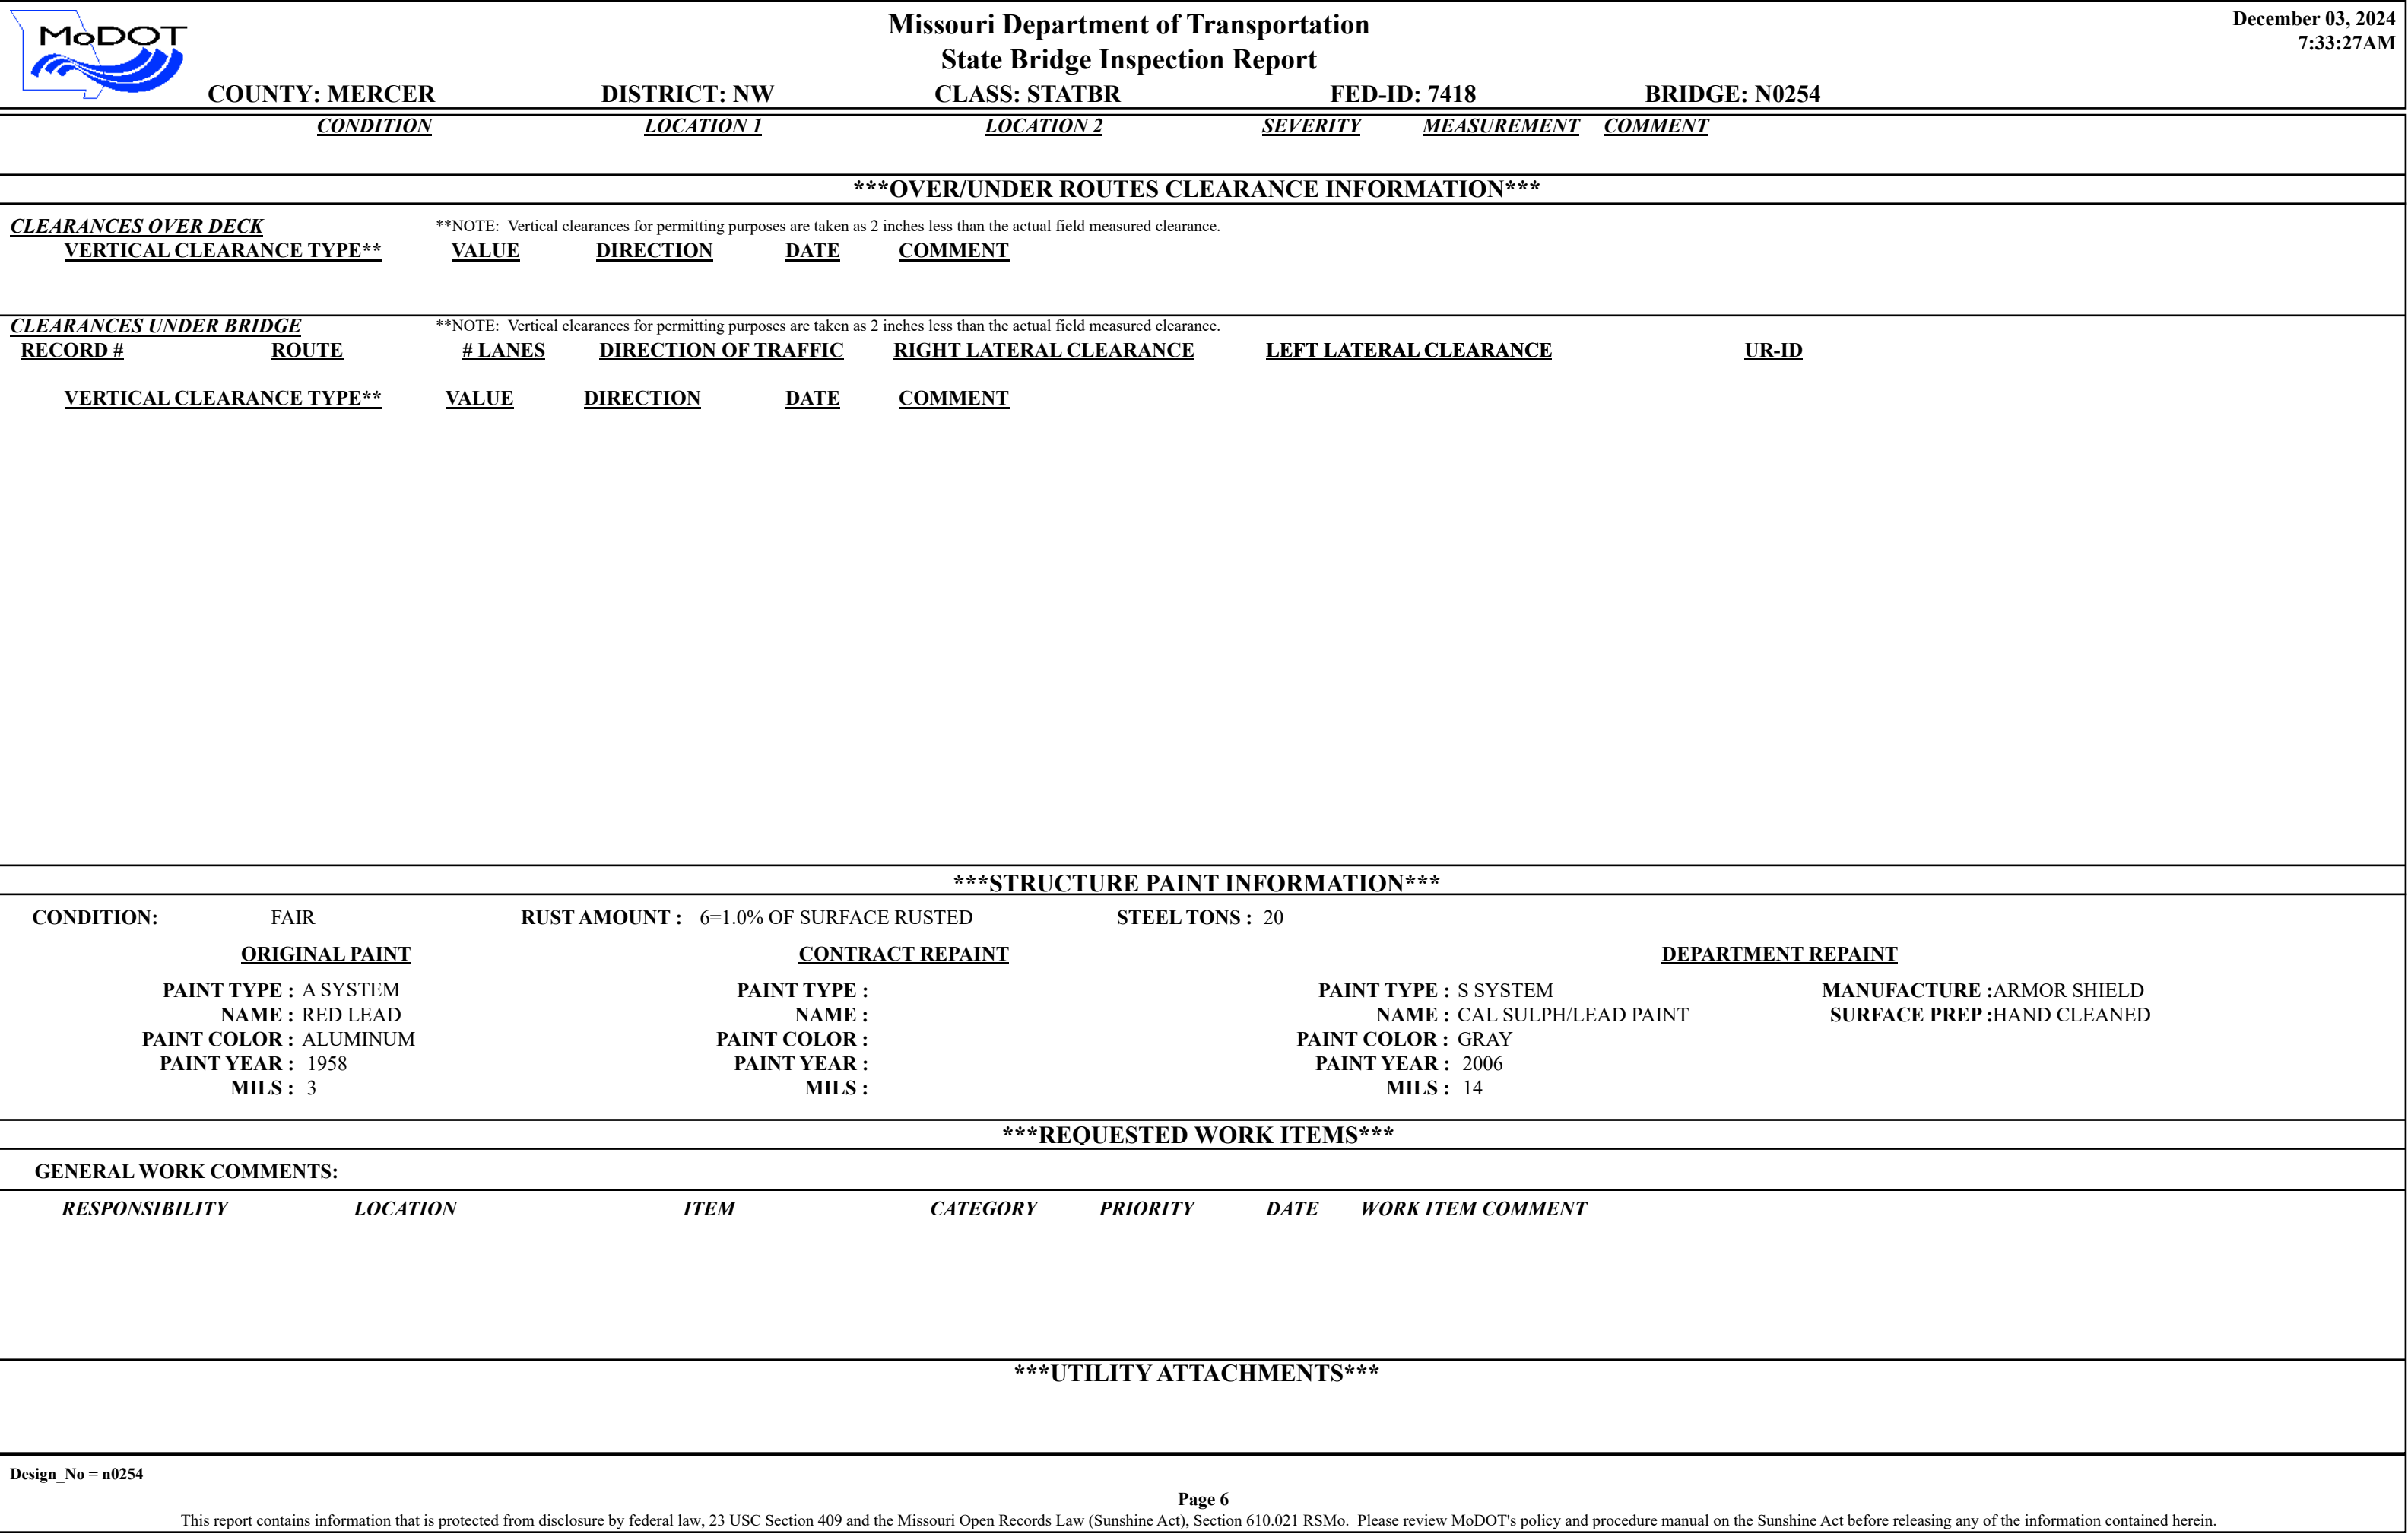 MoDOT
Missouri Department of Transportation
State Bridge Inspection Report
December 03, 2024
7:33:27AM
COUNTY: MERCER DISTRICT: NW CLASS: STATBR FED-ID: 7418 BRIDGE: N0254
CONDITION LOCATION 1 LOCATION 2 SEVERITY MEASUREMENT COMMENT
***OVER/UNDER ROUTES CLEARANCE INFORMATION***
CLEARANCES OVER DECK **NOTE: Vertical clearances for permitting purposes are taken as 2 inches less than the actual field measured clearance.
VERTICAL CLEARANCE TYPE** VALUE DIRECTION DATE COMMENT
CLEARANCES UNDER BRIDGE **NOTE: Vertical clearances for permitting purposes are taken as 2 inches less than the actual field measured clearance.
RECORD # ROUTE # LANES DIRECTION OF TRAFFIC RIGHT LATERAL CLEARANCE LEFT LATERAL CLEARANCE UR-ID
VERTICAL CLEARANCE TYPE** VALUE DIRECTION DATE COMMENT
***STRUCTURE PAINT INFORMATION***
CONDITION: FAIR RUST AMOUNT : 6=1.0% OF SURFACE RUSTED STEEL TONS : 20
ORIGINAL PAINT CONTRACT REPAINT DEPARTMENT REPAINT
PAINT TYPE : A SYSTEM PAINT TYPE : PAINT TYPE : S SYSTEM MANUFACTURE :ARMOR SHIELD
NAME : RED LEAD NAME : NAME : CAL SULPH/LEAD PAINT SURFACE PREP :HAND CLEANED
PAINT COLOR : ALUMINUM PAINT COLOR : PAINT COLOR : GRAY
PAINT YEAR : 1958 PAINT YEAR : PAINT YEAR : 2006
MILS : 3 MILS : MILS : 14
***REQUESTED WORK ITEMS***
GENERAL WORK COMMENTS:
RESPONSIBILITY LOCATION ITEM CATEGORY PRIORITY DATE WORK ITEM COMMENT
***UTILITY ATTACHMENTS***
Design_No = n0254
Page 6
This report contains information that is protected from disclosure by federal law, 23 USC Section 409 and the Missouri Open Records Law (Sunshine Act), Section 610.021 RSMo. Please review MoDOT's policy and procedure manual on the Sunshine Act before releasing any of the information contained herein.